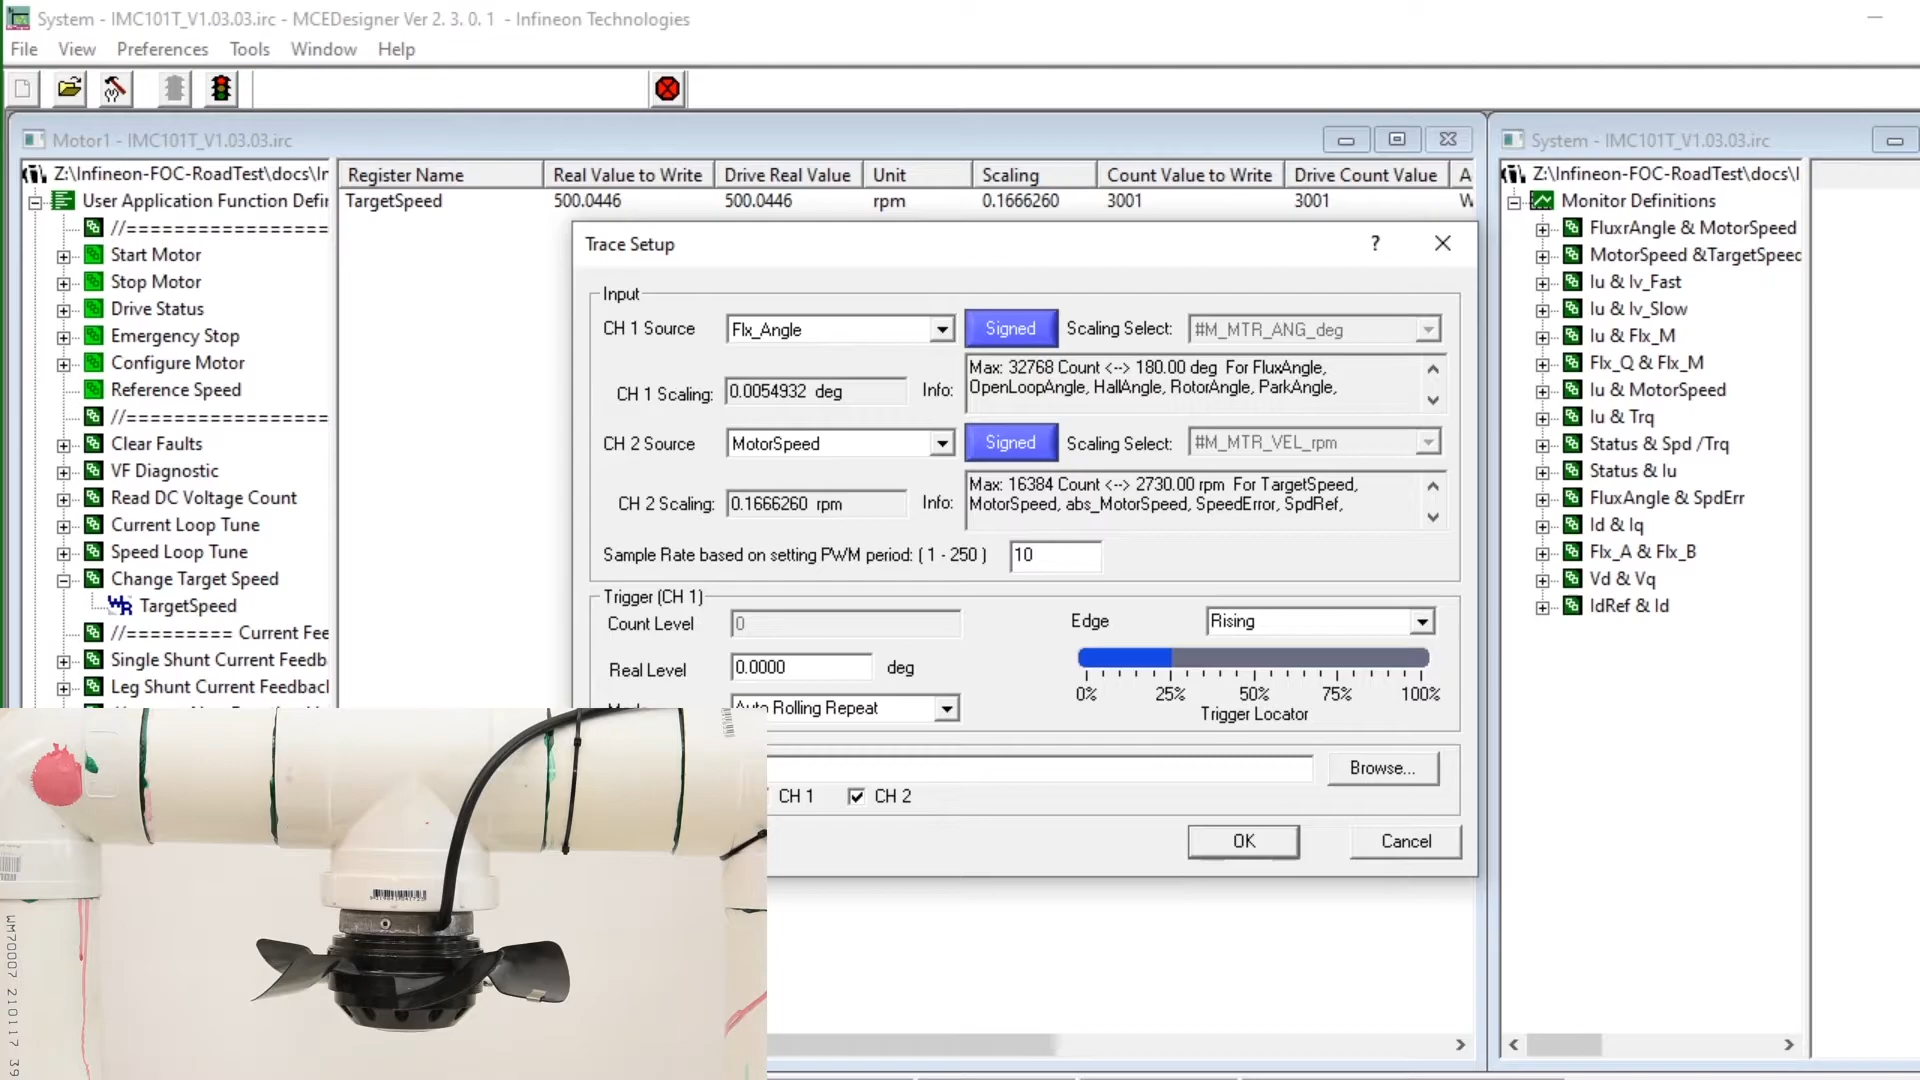 System - IMC101T_V1.03.03.irc - MCEDesigner Ver 2. 3. 0. 1 - Infineon Technologies
File View Preferences Tools Window Help
Motor1 - IMC101T_V1.03.03.irc
Z:\Infineon-FOC-RoadTest\docs\Ir
User Application Function Defir
//=================
Start Motor
Stop Motor
Drive Status
Emergency Stop
Configure Motor
Reference Speed
//=================
Clear Faults
VF Diagnostic
Read DC Voltage Count
Current Loop Tune
Speed Loop Tune
Change Target Speed
TargetSpeed
//========= Current Fee
Single Shunt Current Feedb
Leg Shunt Current Feedback
Register Name Real Value to Write Drive Real Value Unit Scaling Count Value to Write Drive Count Value A
TargetSpeed 500.0446 500.0446 rpm 0.1666260 3001 3001 W
Trace Setup ?
Input
CH 1 Source Flx_Angle Signed Scaling Select: #M_MTR_ANG_deg
Max: 32768 Count <--> 180.00 deg For FluxAngle,
CH 1 Scaling: 0.0054932 deg Info: OpenLoopAngle, HallAngle, RotorAngle, ParkAngle,
CH 2 Source MotorSpeed Signed Scaling Select: #M_MTR_VEL_rpm
Max: 16384 Count <--> 2730.00 rpm For TargetSpeed,
CH 2 Scaling: 0.1666260 rpm Info: MotorSpeed, abs_MotorSpeed, SpeedError, SpdRef,
Sample Rate based on setting PWM period: ( 1 - 250 ) 10
Trigger (CH 1)
Count Level 0 Edge Rising
Real Level 0.0000 deg
0% 25% 50% 75% 100%
Auto Rolling Repeat Trigger Locator
Browse...
CH 1 CH 2
OK Cancel
System - IMC101T_V1.03.03.irc
Z:\Infineon-FOC-RoadTest\docs\I
Monitor Definitions
FluxrAngle & MotorSpeed
MotorSpeed &TargetSpeed
Iu & Iv_Fast
Iu & Iv_Slow
Iu & Flx_M
Flx_Q & Flx_M
Iu & MotorSpeed
Iu & Trq
Status & Spd /Trq
Status & Iu
FluxAngle & SpdErr
Id & Iq
Flx_A & Flx_B
Vd & Vq
IdRef & Id
WM70007 210117 39